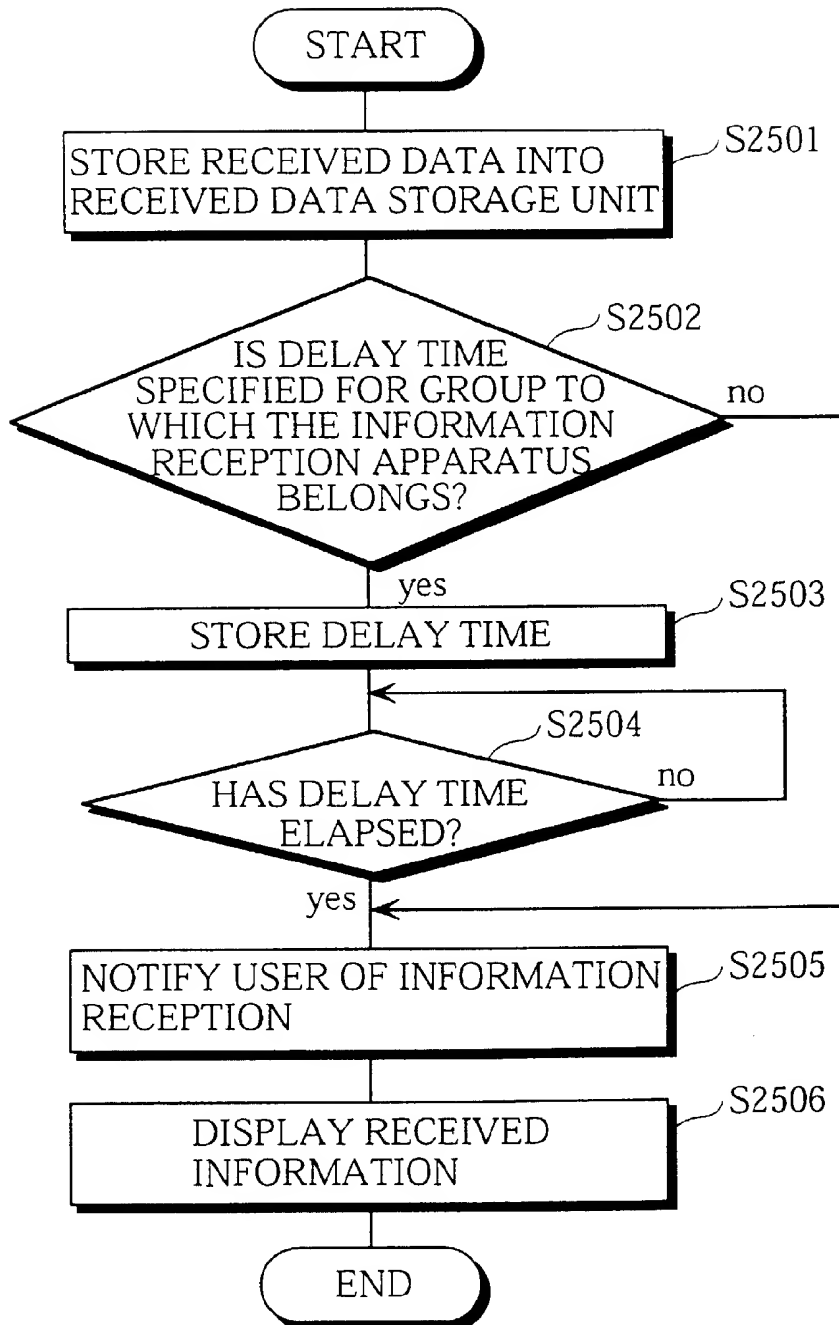 START
S2501
STORE RECEIVED DATA INTO
RECEIVED DATA STORAGE UNIT
S2502
IS DELAY TIME
SPECIFIED FOR GROUP TO
WHICH THE INFORMATION
RECEPTION APPARATUS
BELONGS?
no
yes
S2503
STORE DELAY TIME
S2504
HAS DELAY TIME
ELAPSED?
no
yes
S2505
NOTIFY USER OF INFORMATION
RECEPTION
S2506
DISPLAY RECEIVED
INFORMATION
END